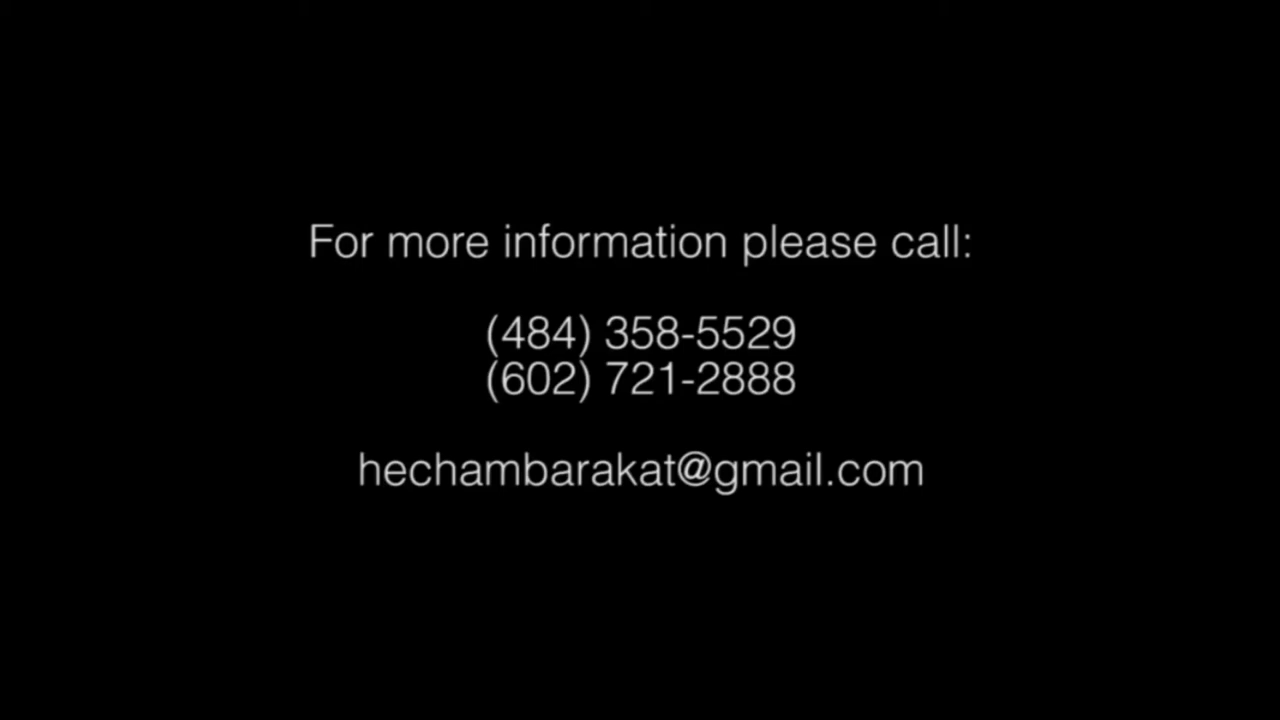 For more information please call:
(484) 358-5529
(602) 721-2888
hechambarakat@gmail.com